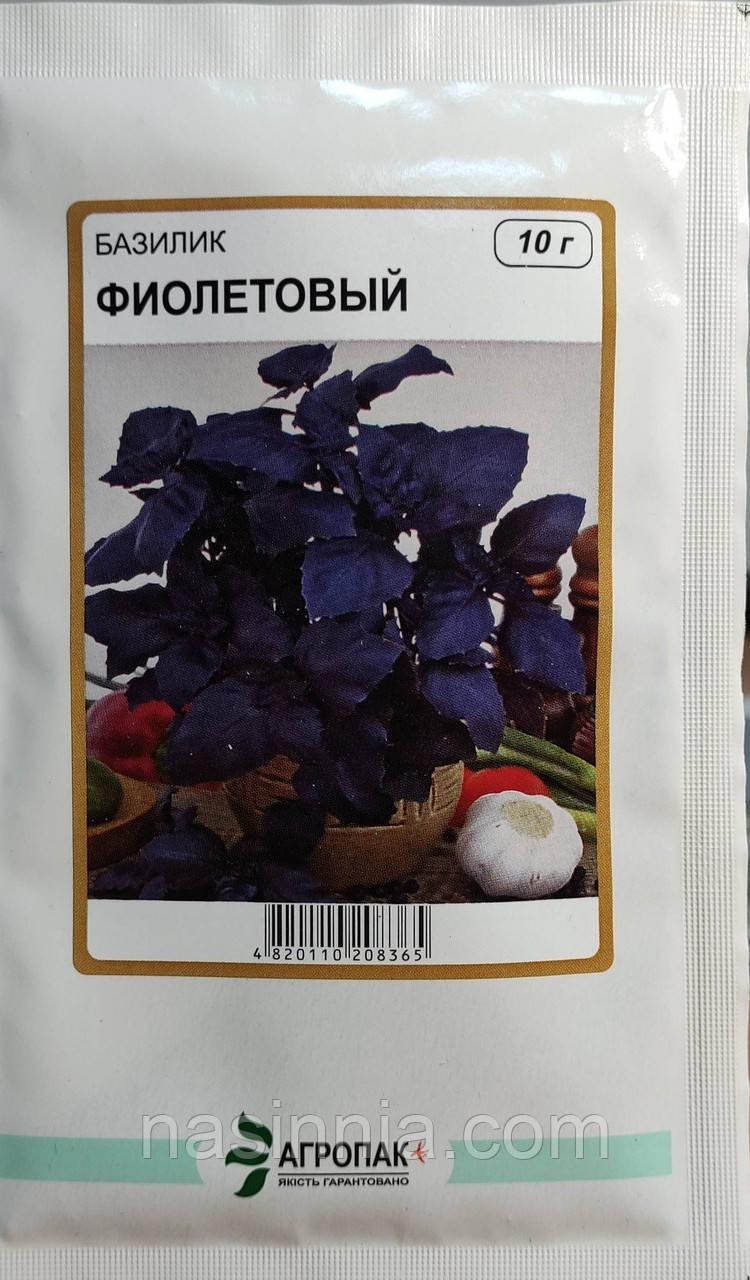 БАЗИЛИК
10 г
ФИОЛЕТОВЫЙ
4 820110 208365
nasinnia.com
АГРОПАК
ЯКІСТЬ ГАРАНТОВАНО